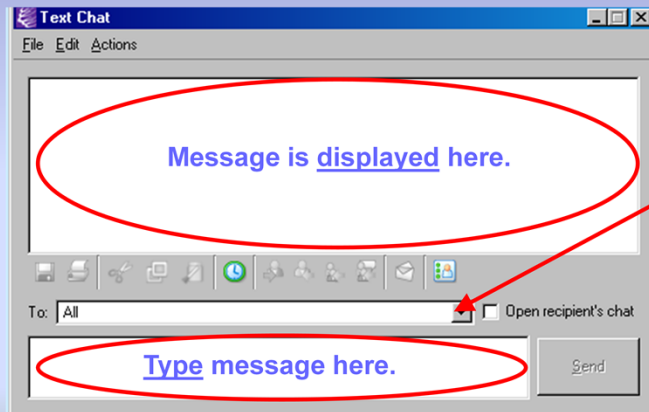 Text Chat
File Edit Actions
Message is displayed here.
To: All
Open recipient's chat
Type message here.
Send